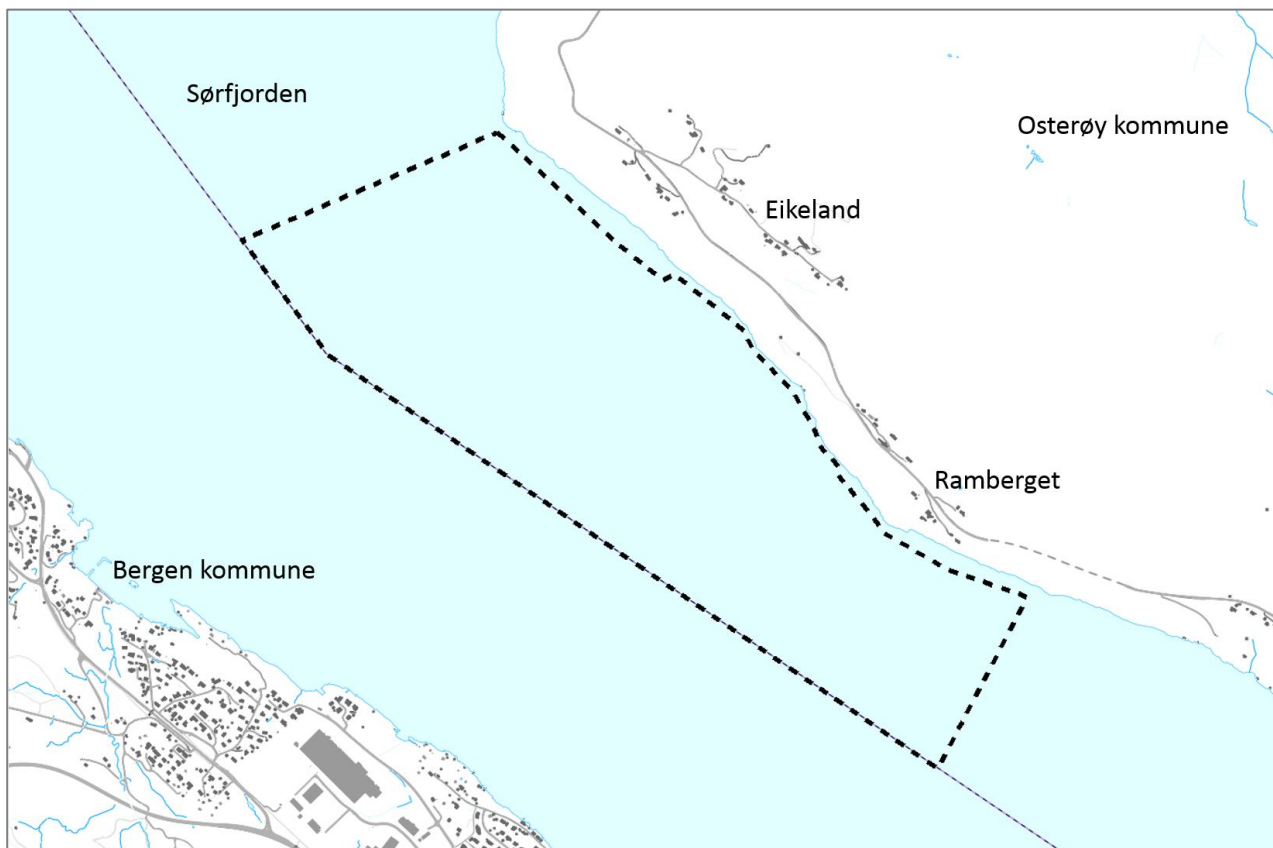 Sørfjorden
Osterøy kommune
Eikeland
Ramberget
Bergen kommune